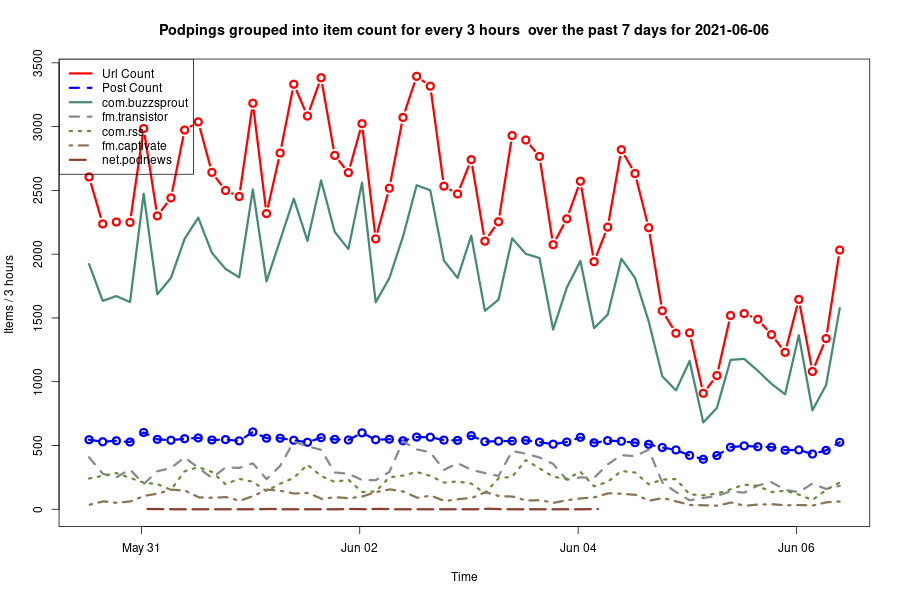 Podpings grouped into item count for every 3 hours  over the past 7 days for 2021-06-06
Items / 3 hours
3500
3000
2500
2000
1500
1000
500
0
Url Count
Post Count
com.buzzsprout
fm.transistor
com.rss
fm.captivate
net.podnews
May 31
Jun 02
Jun 04
Jun 06
Time